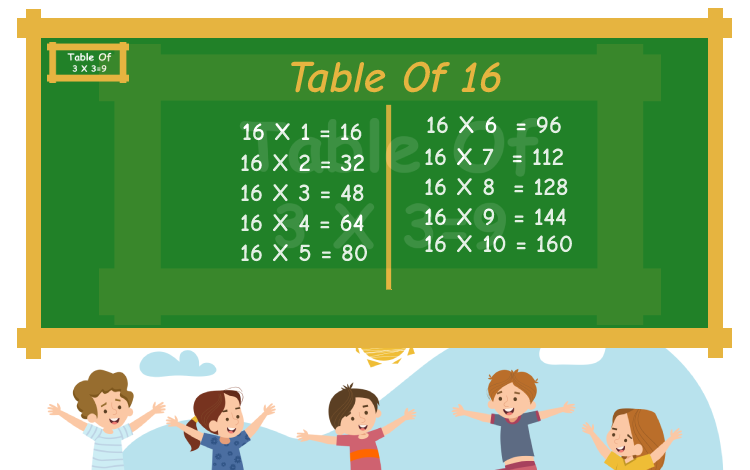 Table Of
3 X 3=9
Table Of 16
16 X 1 = 16
16 X 2 = 32
16 X 3 = 48
16 X 4 = 64
16 X 5 = 80
16 X 6 = 96
16 X 7 = 112
16 X 8 = 128
16 X 9 = 144
16 X 10 = 160
Table Of
3 X 3=9